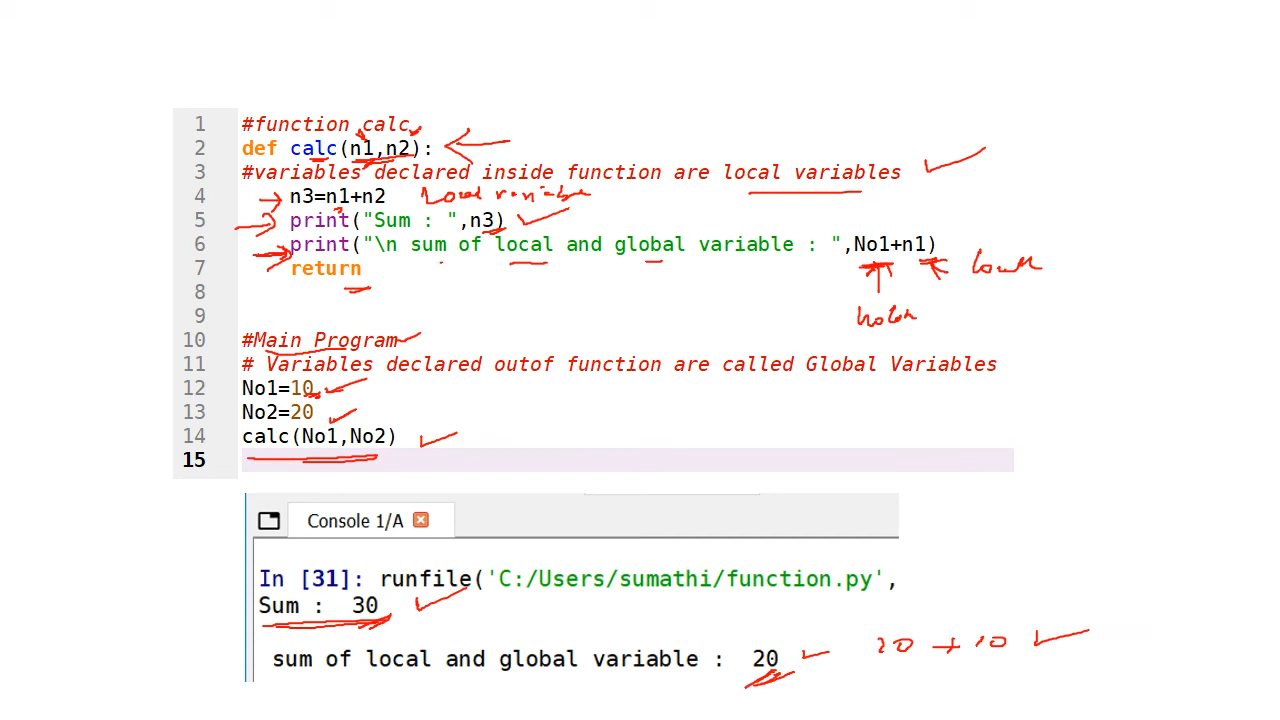 1 #function calc
2 def calc(n1,n2):
3 #variables declared inside function are local variables
4 n3=n1+n2 Local variable
5 print("Sum : ",n3)
6 print("\n sum of local and global variable : ",No1+n1)
7 return
local
8
9
10 #Main Program
11 # Variables declared outof function are called Global Variables
12 No1=10
13 No2=20
14 calc(No1,No2)
15
Console 1/A
In [31]: runfile('C:/Users/sumathi/function.py',
Sum : 30
sum of local and global variable : 20
10 + 10